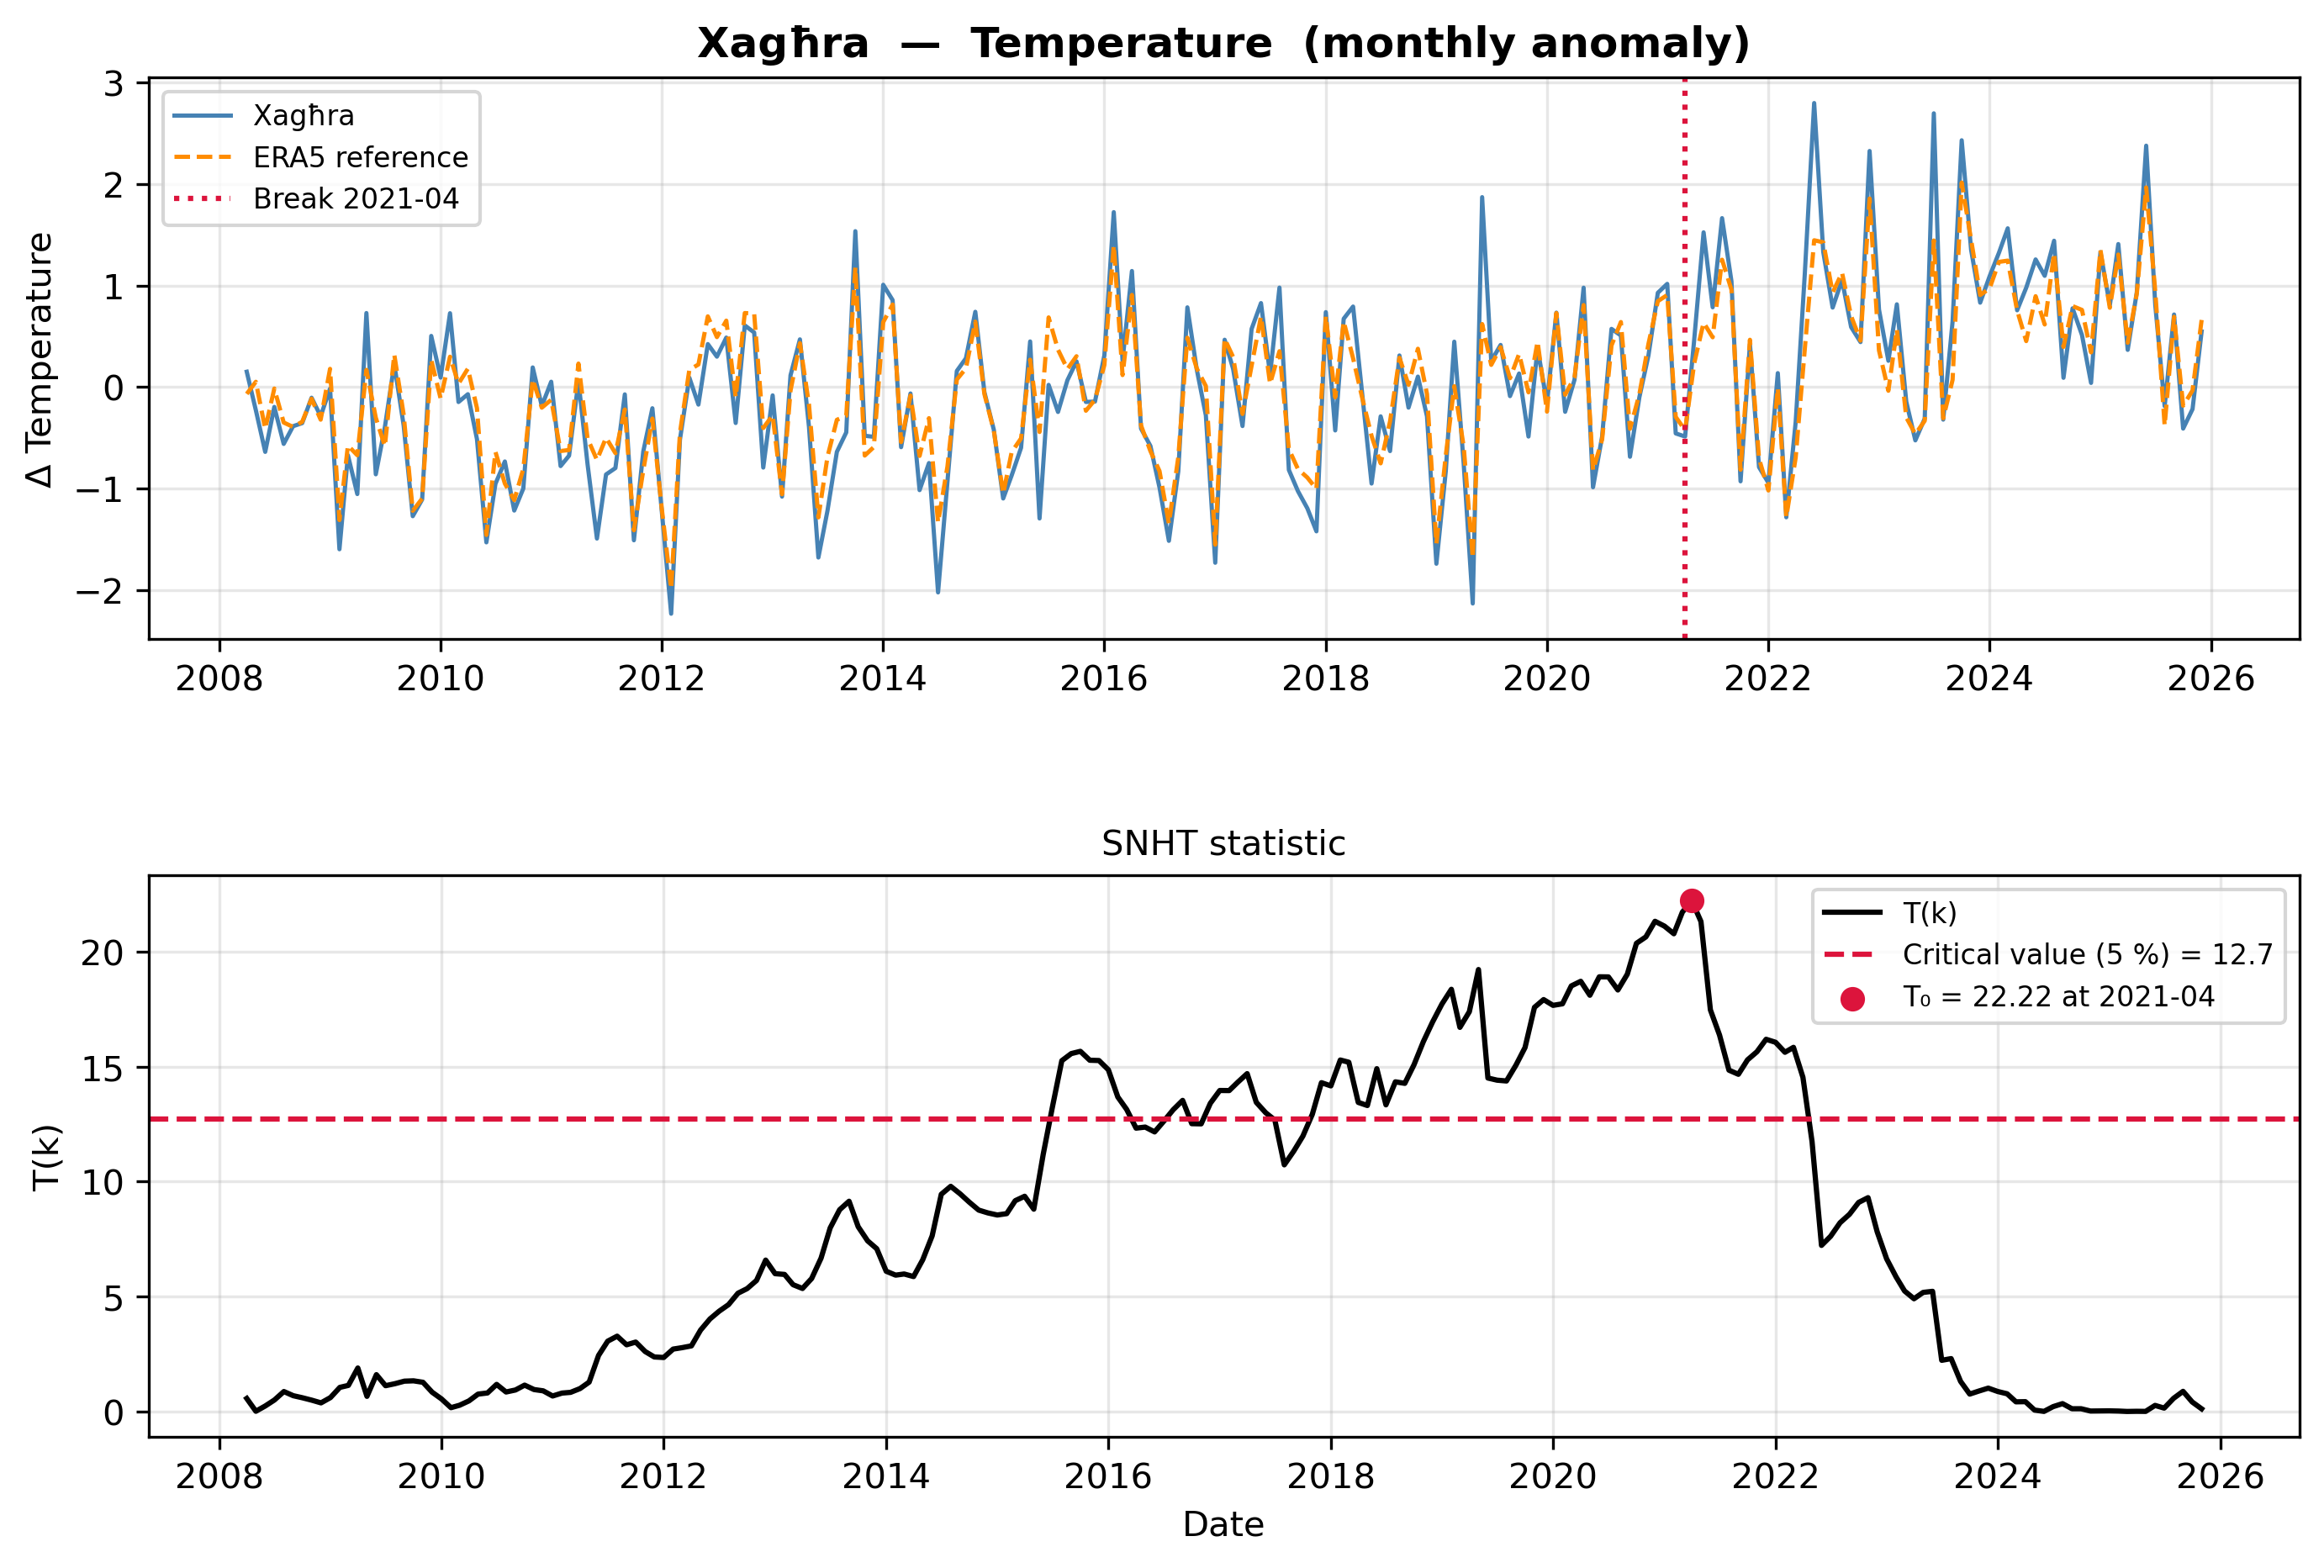 Xagħra — Temperature (monthly anomaly)
Δ Temperature
3
2
1
0
−1
−2
Xagħra
ERA5 reference
Break 2021-04
2008 2010 2012 2014 2016 2018 2020 2022 2024 2026
SNHT statistic
T(k)
20
15
10
5
0
T(k)
Critical value (5 %) = 12.7
T₀ = 22.22 at 2021-04
2008 2010 2012 2014 2016 2018 2020 2022 2024 2026
Date